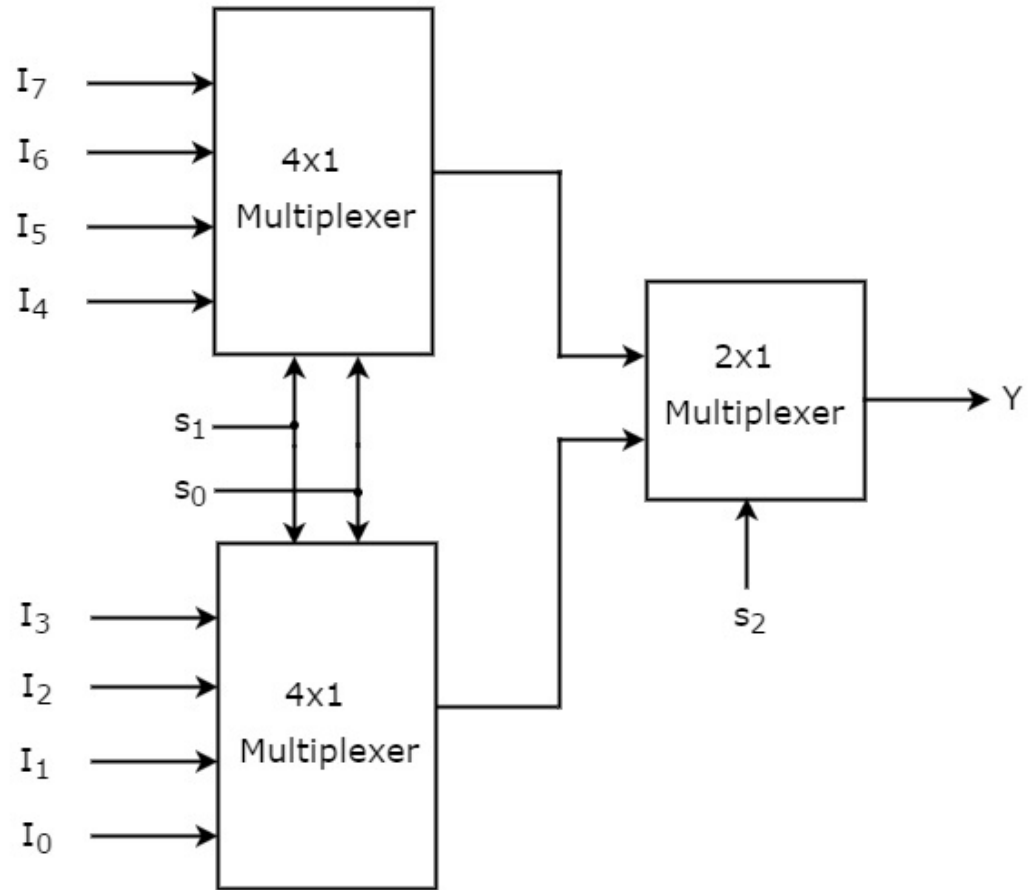 I₇
I₆
I₅
I₄
4x1
Multiplexer
s₁
s₀
I₃
I₂
I₁
I₀
4x1
Multiplexer
2x1
Multiplexer
s₂
Y